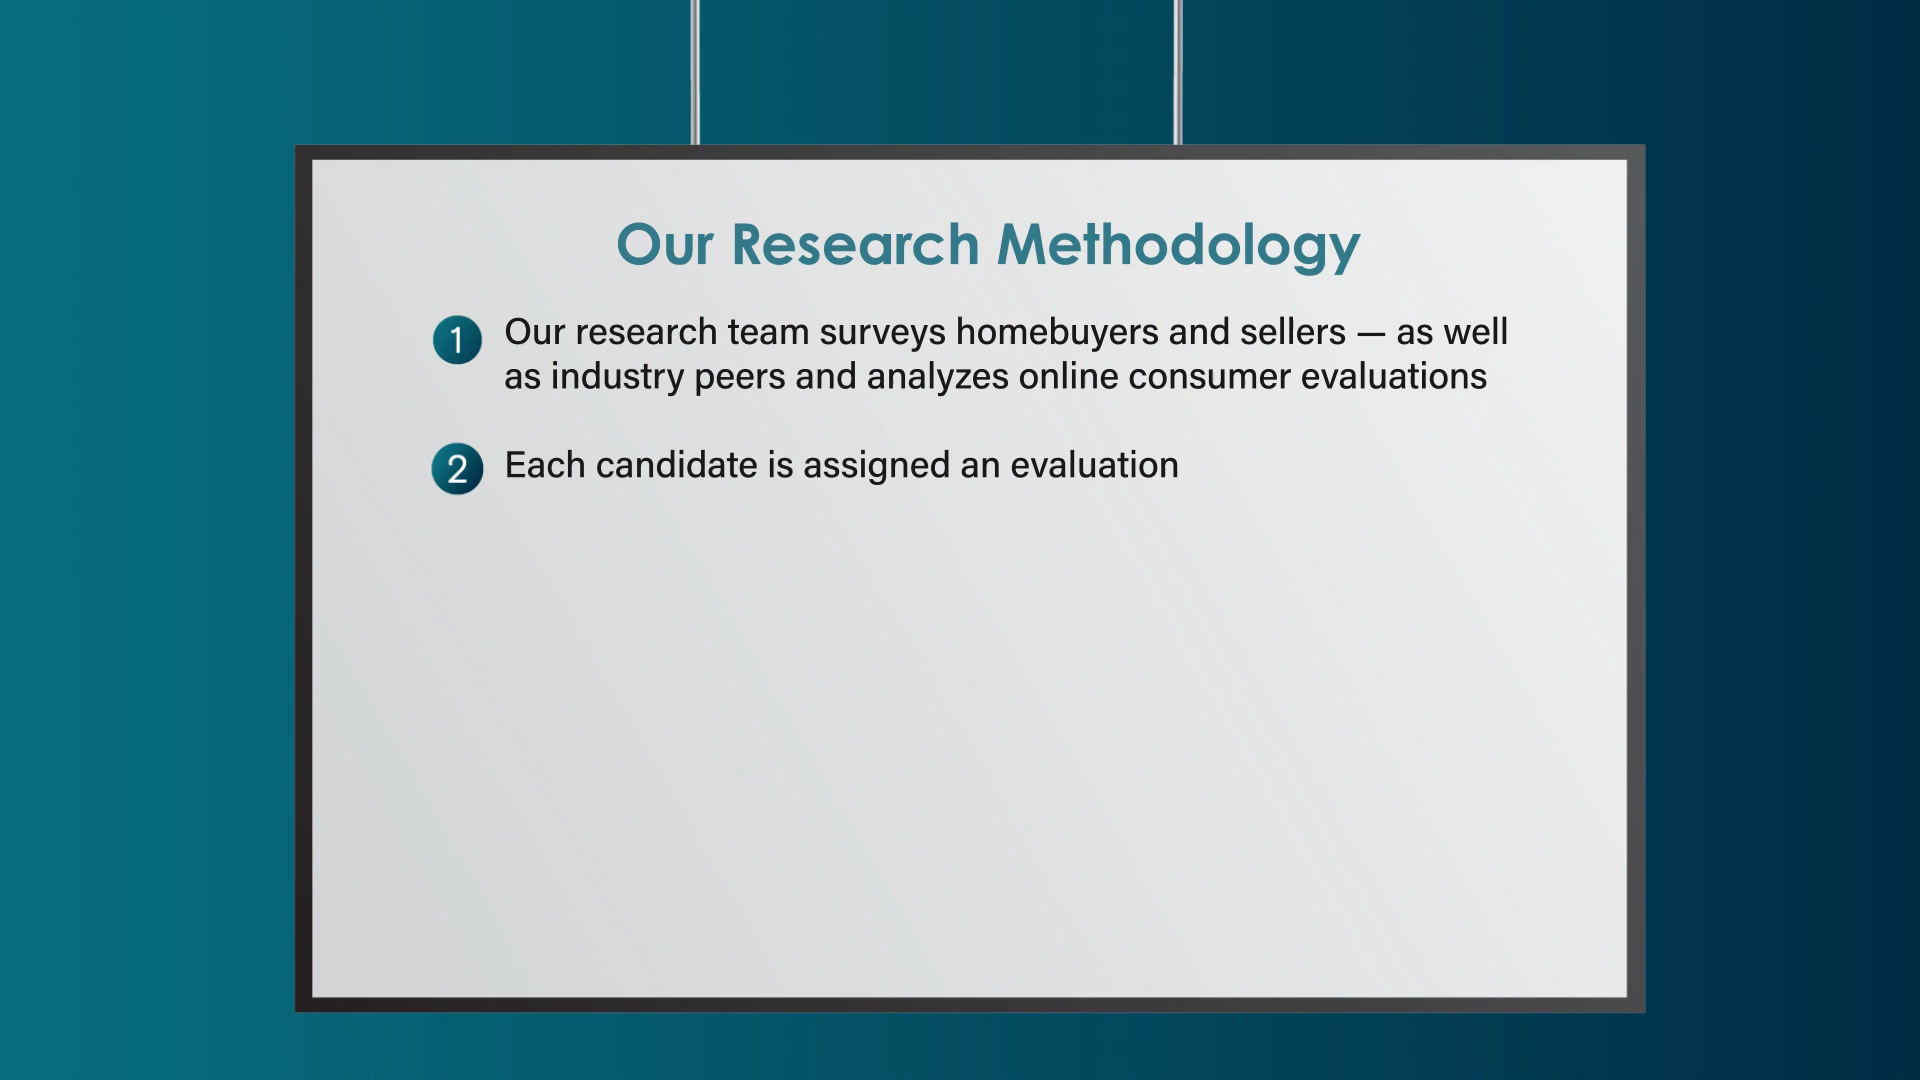 Our Research Methodology
1 Our research team surveys homebuyers and sellers — as well
as industry peers and analyzes online consumer evaluations
2 Each candidate is assigned an evaluation